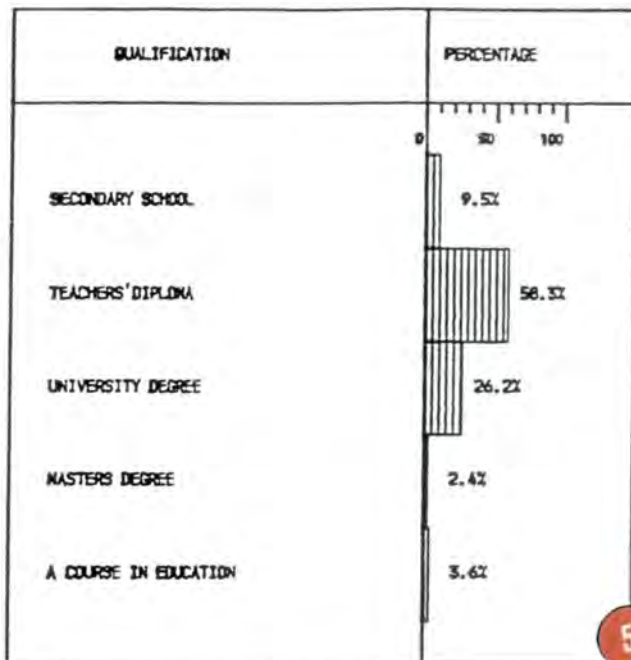 QUALIFICATION PERCENTAGE
0 50 100
SECONDARY SCHOOL 9.5%
TEACHERS' DIPLOMA 58.3%
UNIVERSITY DEGREE 26.2%
MASTERS DEGREE 2.4%
A COURSE IN EDUCATION 3.6%
5